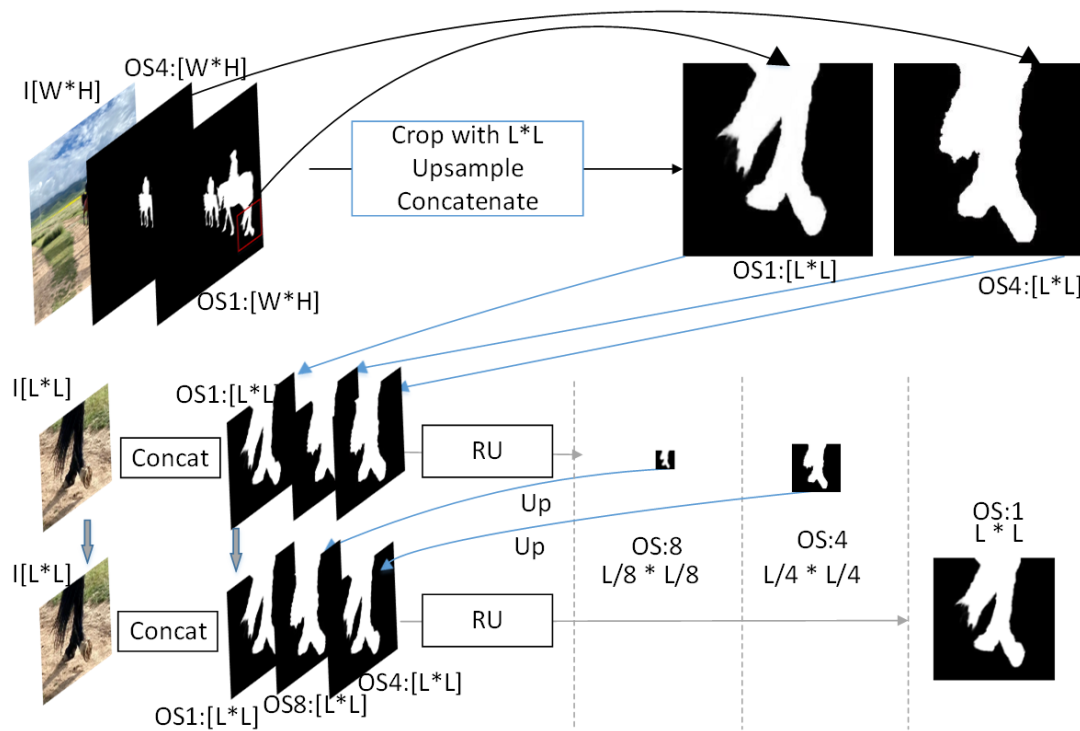 OS4:[W*H]
I[W*H]
Crop with L*L
Upsample
Concatenate
OS1:[W*H]
OS1:[L*L]
OS4:[L*L]
I[L*L]
OS1:[L*L]
Concat
RU
Up
Up
OS:8
L/8 * L/8
OS:4
L/4 * L/4
OS:1
L * L
I[L*L]
Concat
RU
OS4:[L*L]
OS8:[L*L]
OS1:[L*L]